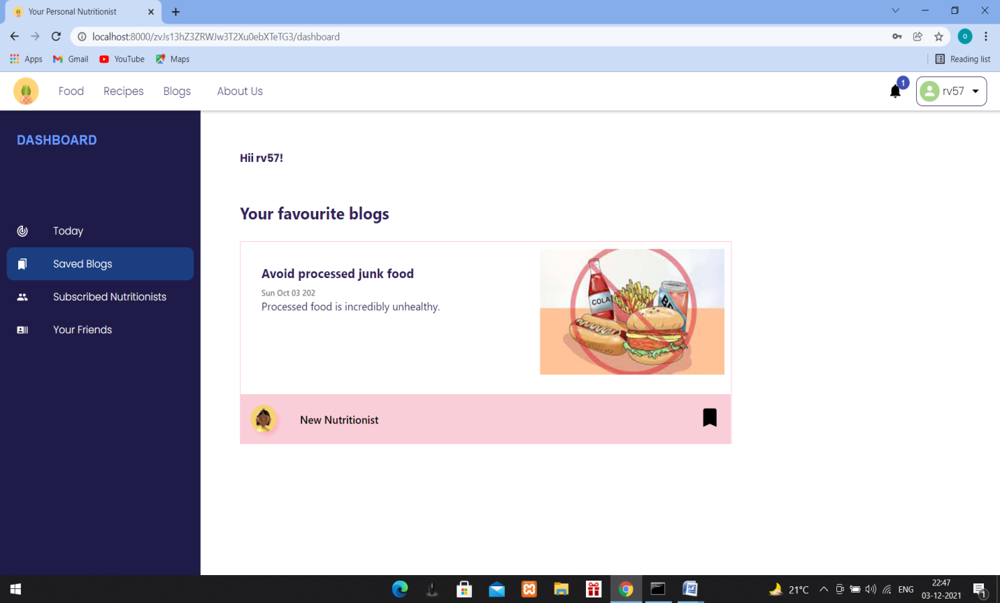 Your Personal Nutritionist
localhost:8000/zvJs13hZ3ZRWJw3T2Xu0ebXTeTG3/dashboard
O
Apps Gmail YouTube Maps Reading list
Food Recipes Blogs About Us 1 rv57
DASHBOARD
Hii rv57!
Your favourite blogs
Today
Saved Blogs
Subscribed Nutritionists
Your Friends
Avoid processed junk food
Sun Oct 03 202
Processed food is incredibly unhealthy.
COLA
New Nutritionist
21°C ENG 22:47
03-12-2021 1